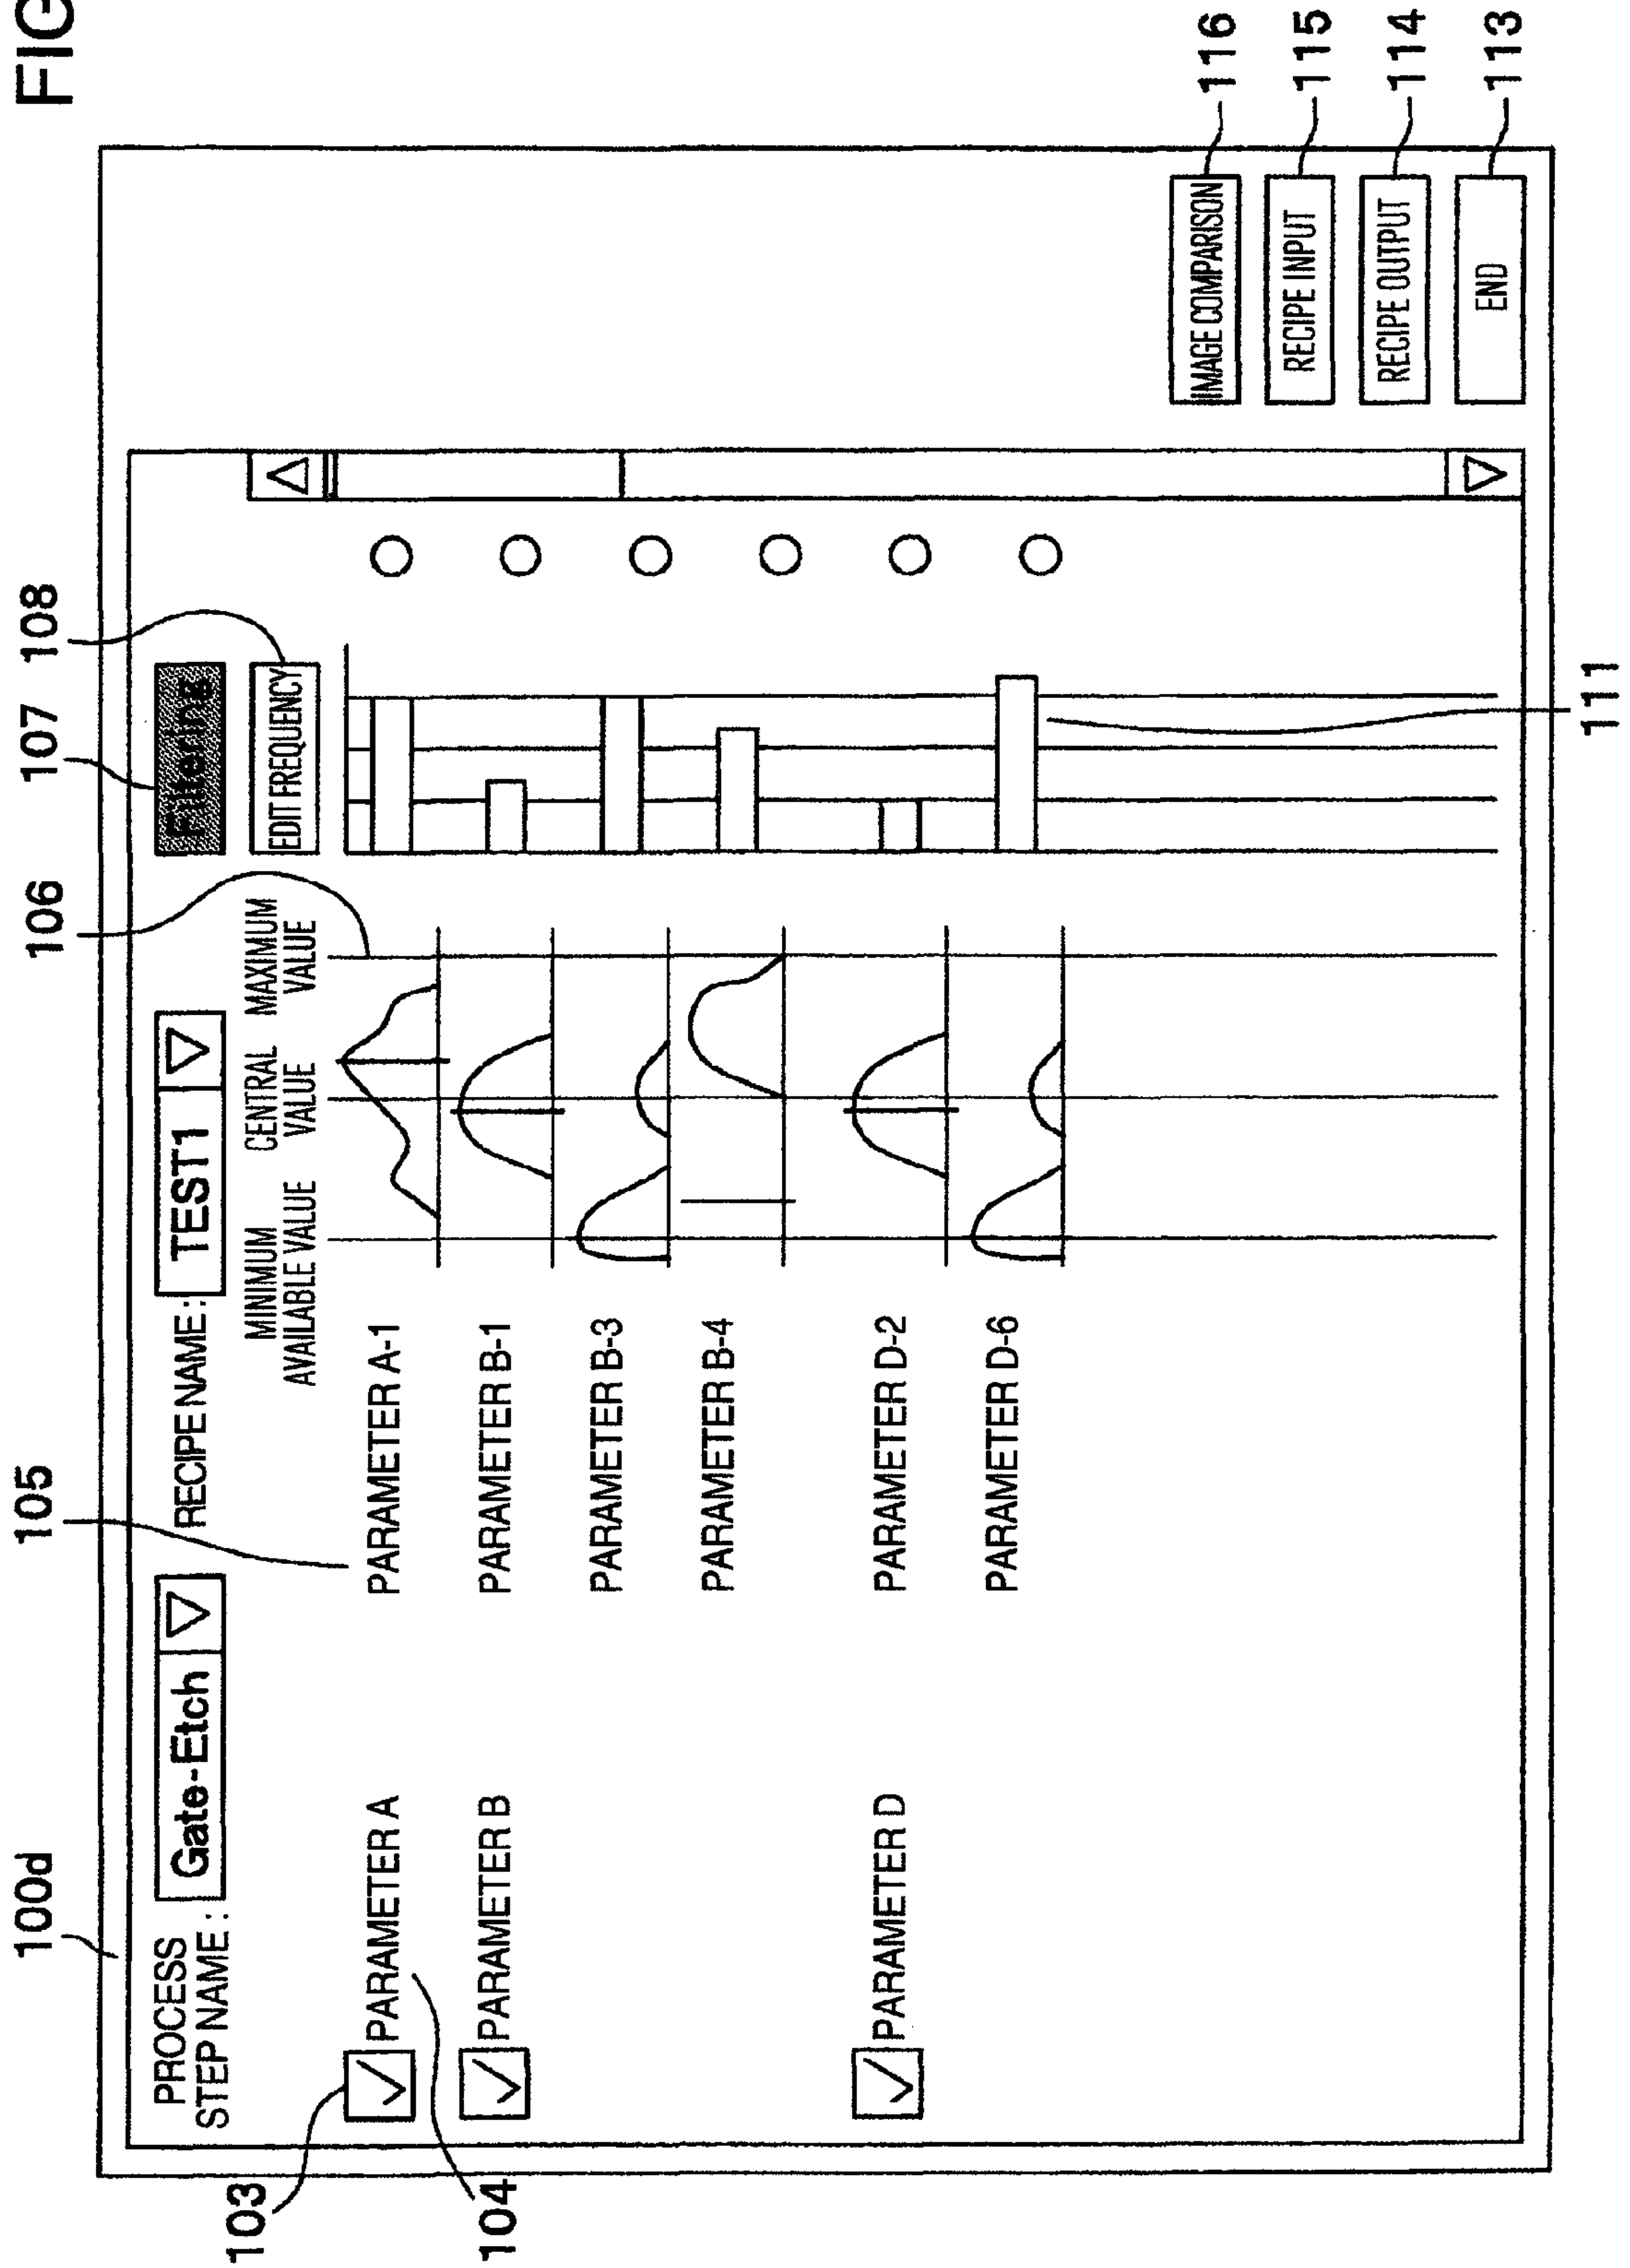 FIG
100d
105
106
107
108
PROCESS
STEP NAME :
Gate-Etch
RECIPE NAME :
TEST1
Filtering
MINIMUM
AVAILABLE VALUE
CENTRAL
VALUE
MAXIMUM
VALUE
EDIT FREQUENCY
103
104
PARAMETER A
PARAMETER A-1
PARAMETER B
PARAMETER B-1
PARAMETER B-3
PARAMETER B-4
PARAMETER D
PARAMETER D-2
PARAMETER D-6
111
IMAGE COMPARISON
116
RECIPE INPUT
115
RECIPE OUTPUT
114
END
113